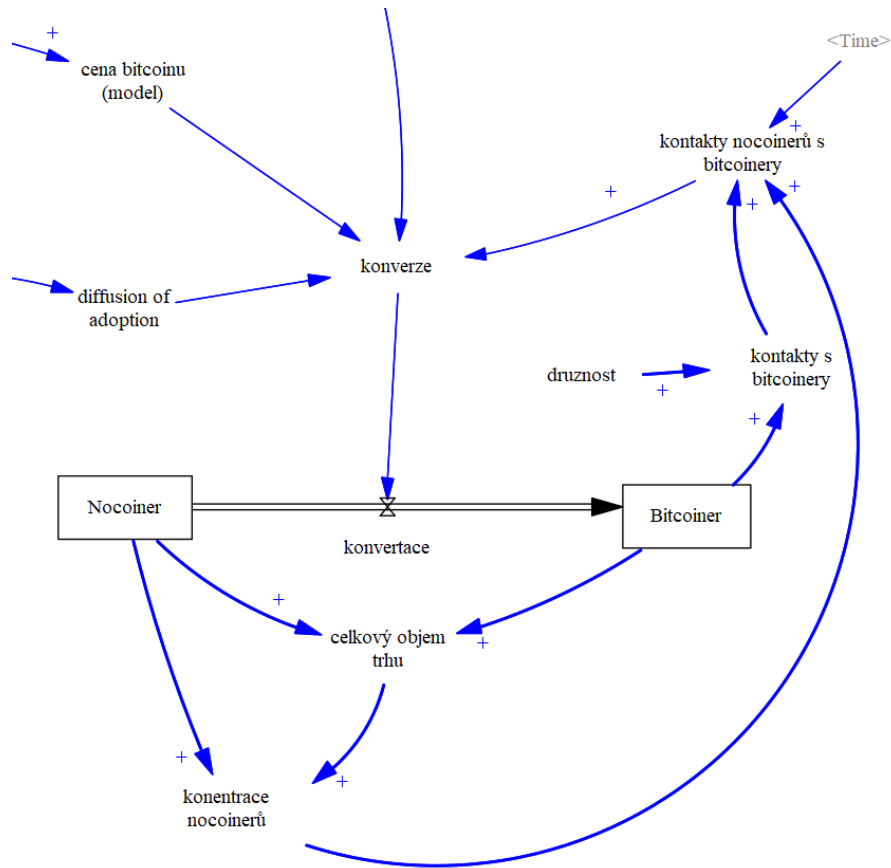 +
<Time>
cena bitcoinu
(model)
+
kontakty nocoinerů s
bitcoinery
+
+
+
konverze
diffusion of
adoption
kontakty s
bitcoinery
druznost
+
+
Nocoiner
Bitcoiner
konvertace
+
celkový objem
trhu
+
+
+
konentrace
nocoinerů